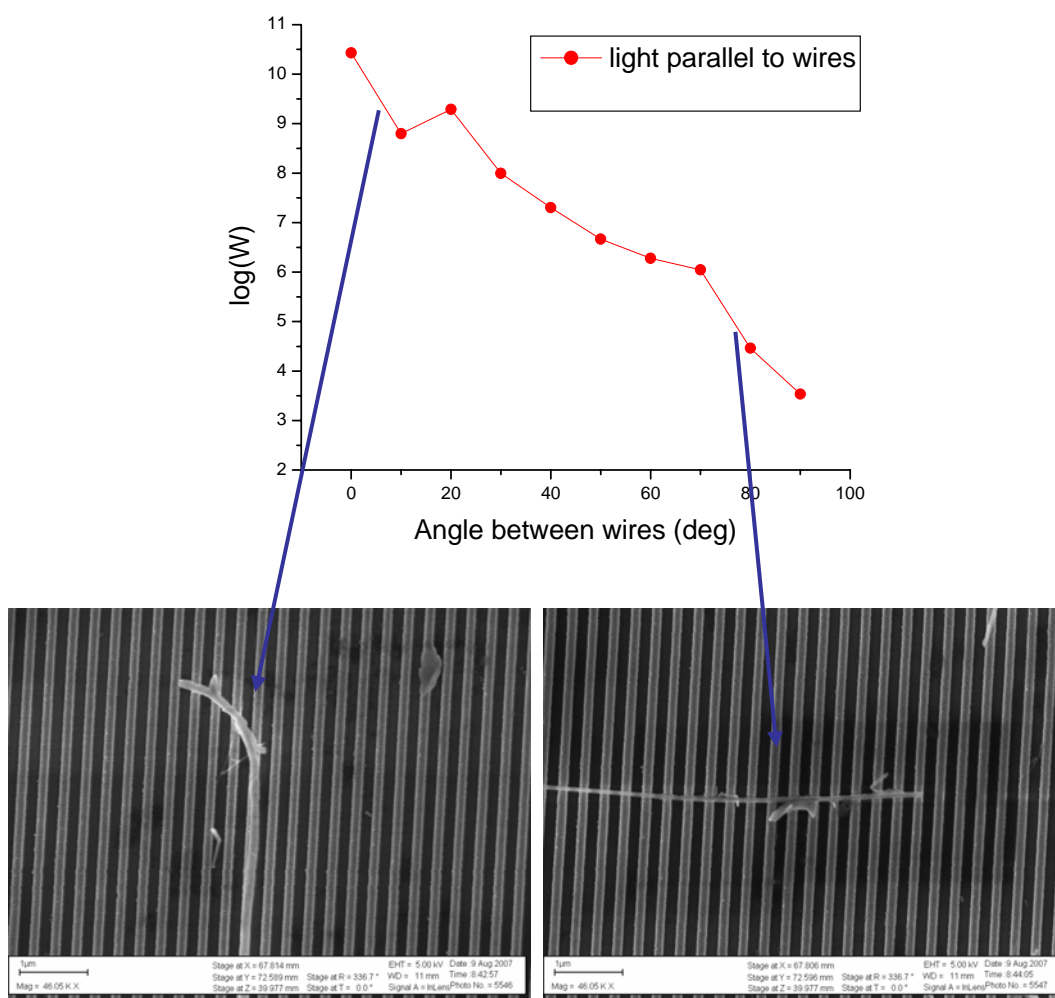 11
10
9
8
7
6
5
4
3
2
log(W)
light parallel to wires
0 20 40 60 80 100
Angle between wires (deg)
1µm
Mag = 46.05 K X
Stage at X = 67.814 mm
Stage at Y = 72.589 mm
Stage at Z = 39.977 mm
Stage at R = 336.7 °
Stage at T = 0.0 °
EHT = 5.00 kV
WD = 11 mm
Signal A = InLens
Date :9 Aug 2007
Time :8:42:57
Photo No. = 5546
1µm
Mag = 46.05 K X
Stage at X = 67.806 mm
Stage at Y = 72.596 mm
Stage at Z = 39.977 mm
Stage at R = 336.7 °
Stage at T = 0.0 °
EHT = 5.00 kV
WD = 11 mm
Signal A = InLens
Date :9 Aug 2007
Time :8:44:05
Photo No. = 5547